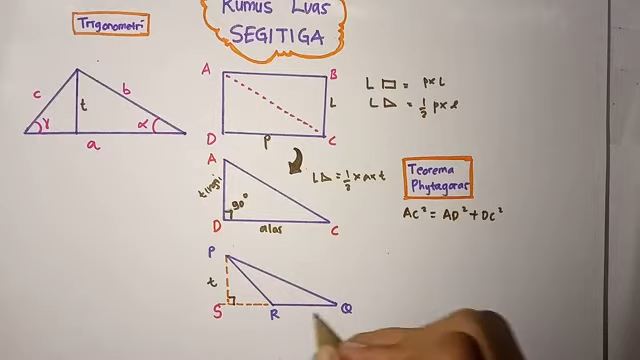 Rumus Luas
SEGITIGA
Trigonometri
c
b
t
γ
α
a
A
B
L
D
P
C
L ▭ = p x L
L ◺ = 1/2 p x l
A
tinggi
90°
D
alas
C
L ◺ = 1/2 x a x t
Teorema
Phytagoras
AC² = AD² + DC²
P
t
S
R
Q